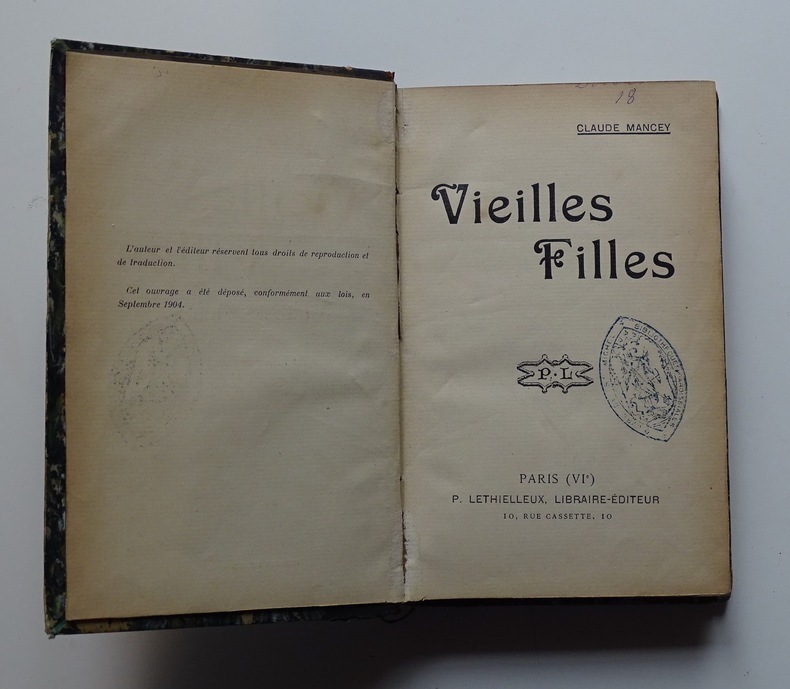 L'auteur et l'éditeur réservent tous droits de reproduction et
de traduction.
Cet ouvrage a été déposé, conformément aux lois, en
Septembre 1904.
18
CLAUDE MANCEY
Vieilles
Filles
P.L
PARIS (VIe)
P. LETHIELLEUX, LIBRAIRE-ÉDITEUR
10, RUE CASSETTE, 10